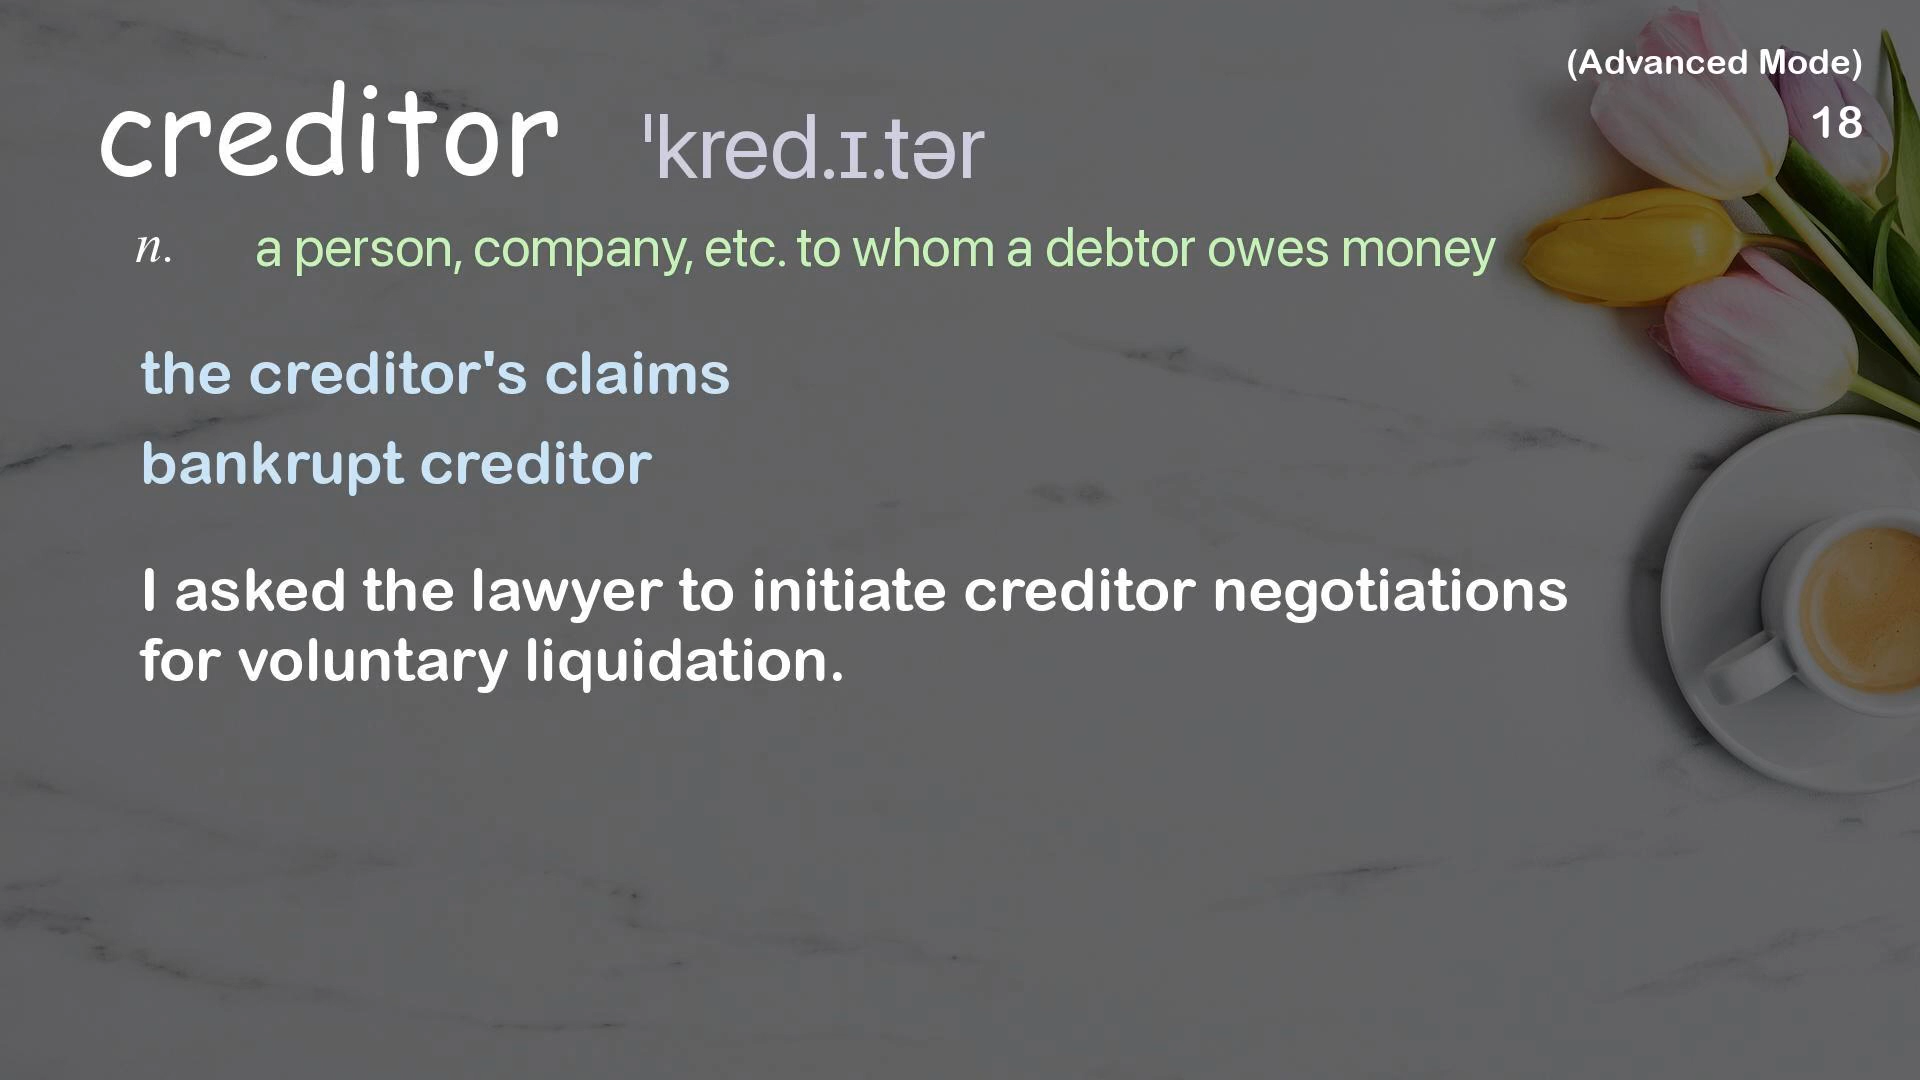 (Advanced Mode)
18
creditor ˈkred.ɪ.tər
n. a person, company, etc. to whom a debtor owes money
the creditor's claims
bankrupt creditor
I asked the lawyer to initiate creditor negotiations
for voluntary liquidation.